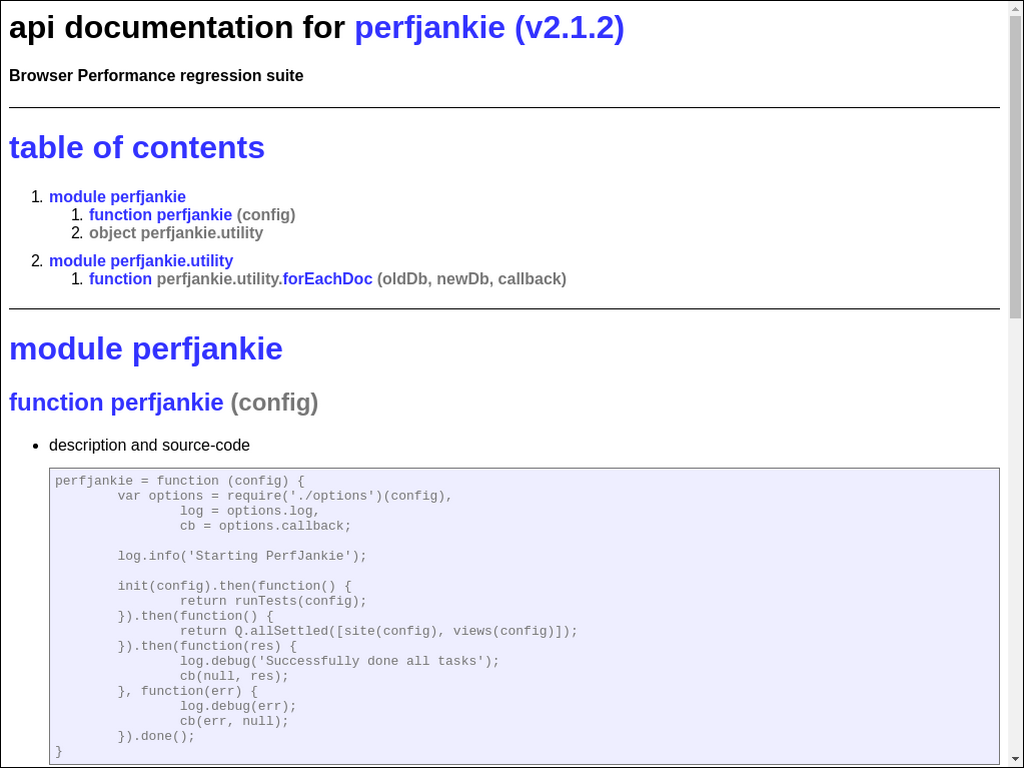 api documentation for perfjankie (v2.1.2)
Browser Performance regression suite
table of contents
1. module perfjankie
1. function perfjankie (config)
2. object perfjankie.utility
2. module perfjankie.utility
1. function perfjankie.utility.forEachDoc (oldDb, newDb, callback)
module perfjankie
function perfjankie (config)
• description and source-code
perfjankie = function (config) {
        var options = require('./options')(config),
                log = options.log,
                cb = options.callback;

        log.info('Starting PerfJankie');

        init(config).then(function() {
                return runTests(config);
        }).then(function() {
                return Q.allSettled([site(config), views(config)]);
        }).then(function(res) {
                log.debug('Successfully done all tasks');
                cb(null, res);
        }, function(err) {
                log.debug(err);
                cb(err, null);
        }).done();
}